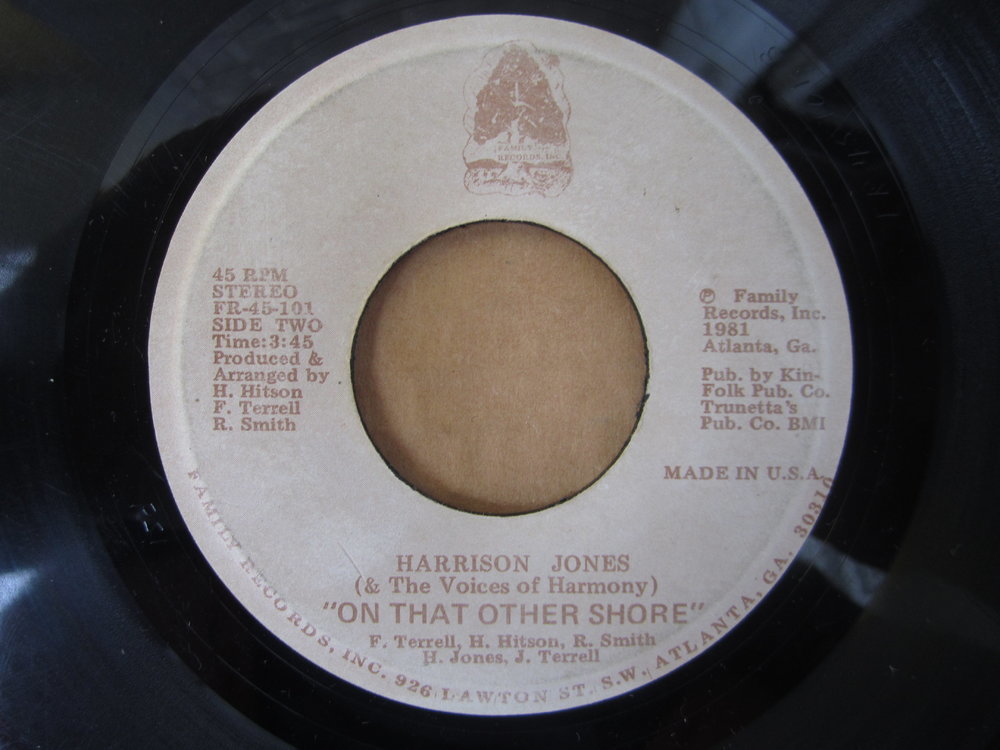 FAMILY
RECORDS, INC.
45 RPM
STEREO
FR-45-101
SIDE TWO
Time:3:45
Produced &
Arranged by
H. Hitson
F. Terrell
R. Smith
℗ Family
Records, Inc.
1981
Atlanta, Ga.
Pub. by Kin-
Folk Pub. Co.
Trunetta's
Pub. Co. BMI
MADE IN U.S.A.
HARRISON JONES
(& The Voices of Harmony)
"ON THAT OTHER SHORE"
F. Terrell, H. Hitson, R. Smith
H. Jones, J. Terrell
FAMILY RECORDS, INC. 926 LAWTON ST. S.W. ATLANTA, GA. 30310